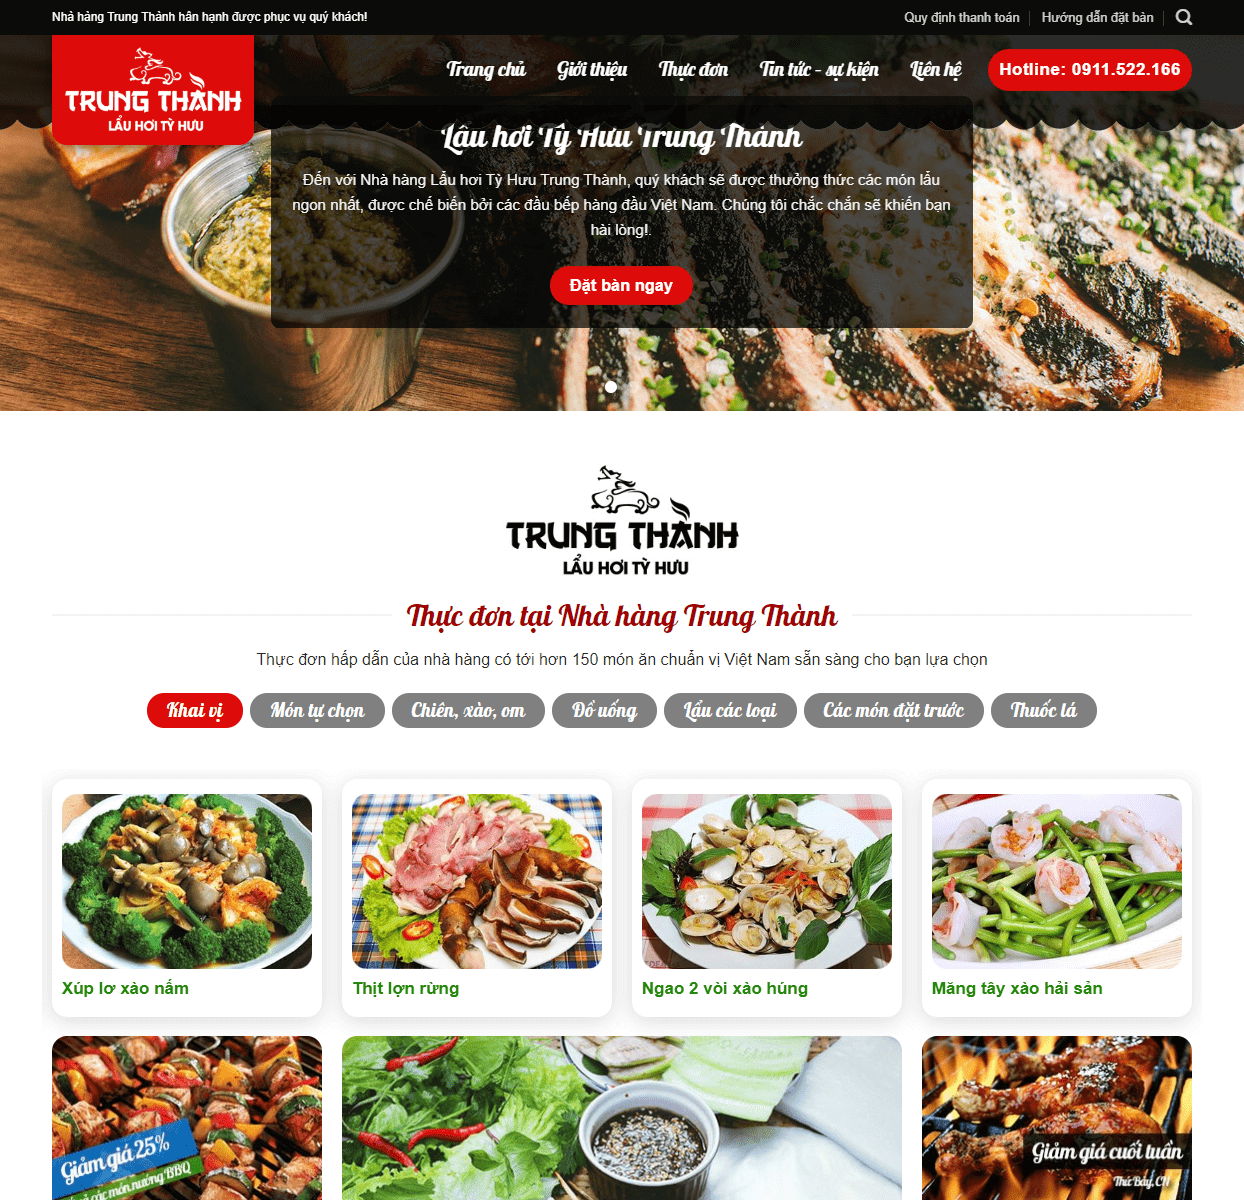 Nhà hàng Trung Thành hân hạnh được phục vụ quý khách!
Quy định thanh toán
Hướng dẫn đặt bàn
TRUNG THÀNH
LẨU HƠI TỲ HƯU
Trang chủ
Giới thiệu
Thực đơn
Tin tức – sự kiện
Liên hệ
Hotline: 0911.522.166
Lẩu hơi Tỳ Hưu Trung Thành
Đến với Nhà hàng Lẩu hơi Tỳ Hưu Trung Thành, quý khách sẽ được thưởng thức các món lẩu
ngon nhất, được chế biến bởi các đầu bếp hàng đầu Việt Nam. Chúng tôi chắc chắn sẽ khiến bạn
hài lòng!.
Đặt bàn ngay
TRUNG THÀNH
LẨU HƠI TỲ HƯU
Thực đơn tại Nhà hàng Trung Thành
Thực đơn hấp dẫn của nhà hàng có tới hơn 150 món ăn chuẩn vị Việt Nam sẵn sàng cho bạn lựa chọn
Khai vị
Món tự chọn
Chiên, xào, om
Đồ uống
Lẩu các loại
Các món đặt trước
Thuốc lá
Xúp lơ xào nấm
Thịt lợn rừng
Ngao 2 vòi xào húng
Măng tây xào hải sản
Giảm giá 25%
các món nướng BBQ
Giảm giá cuối tuần
Thứ Bảy, CN